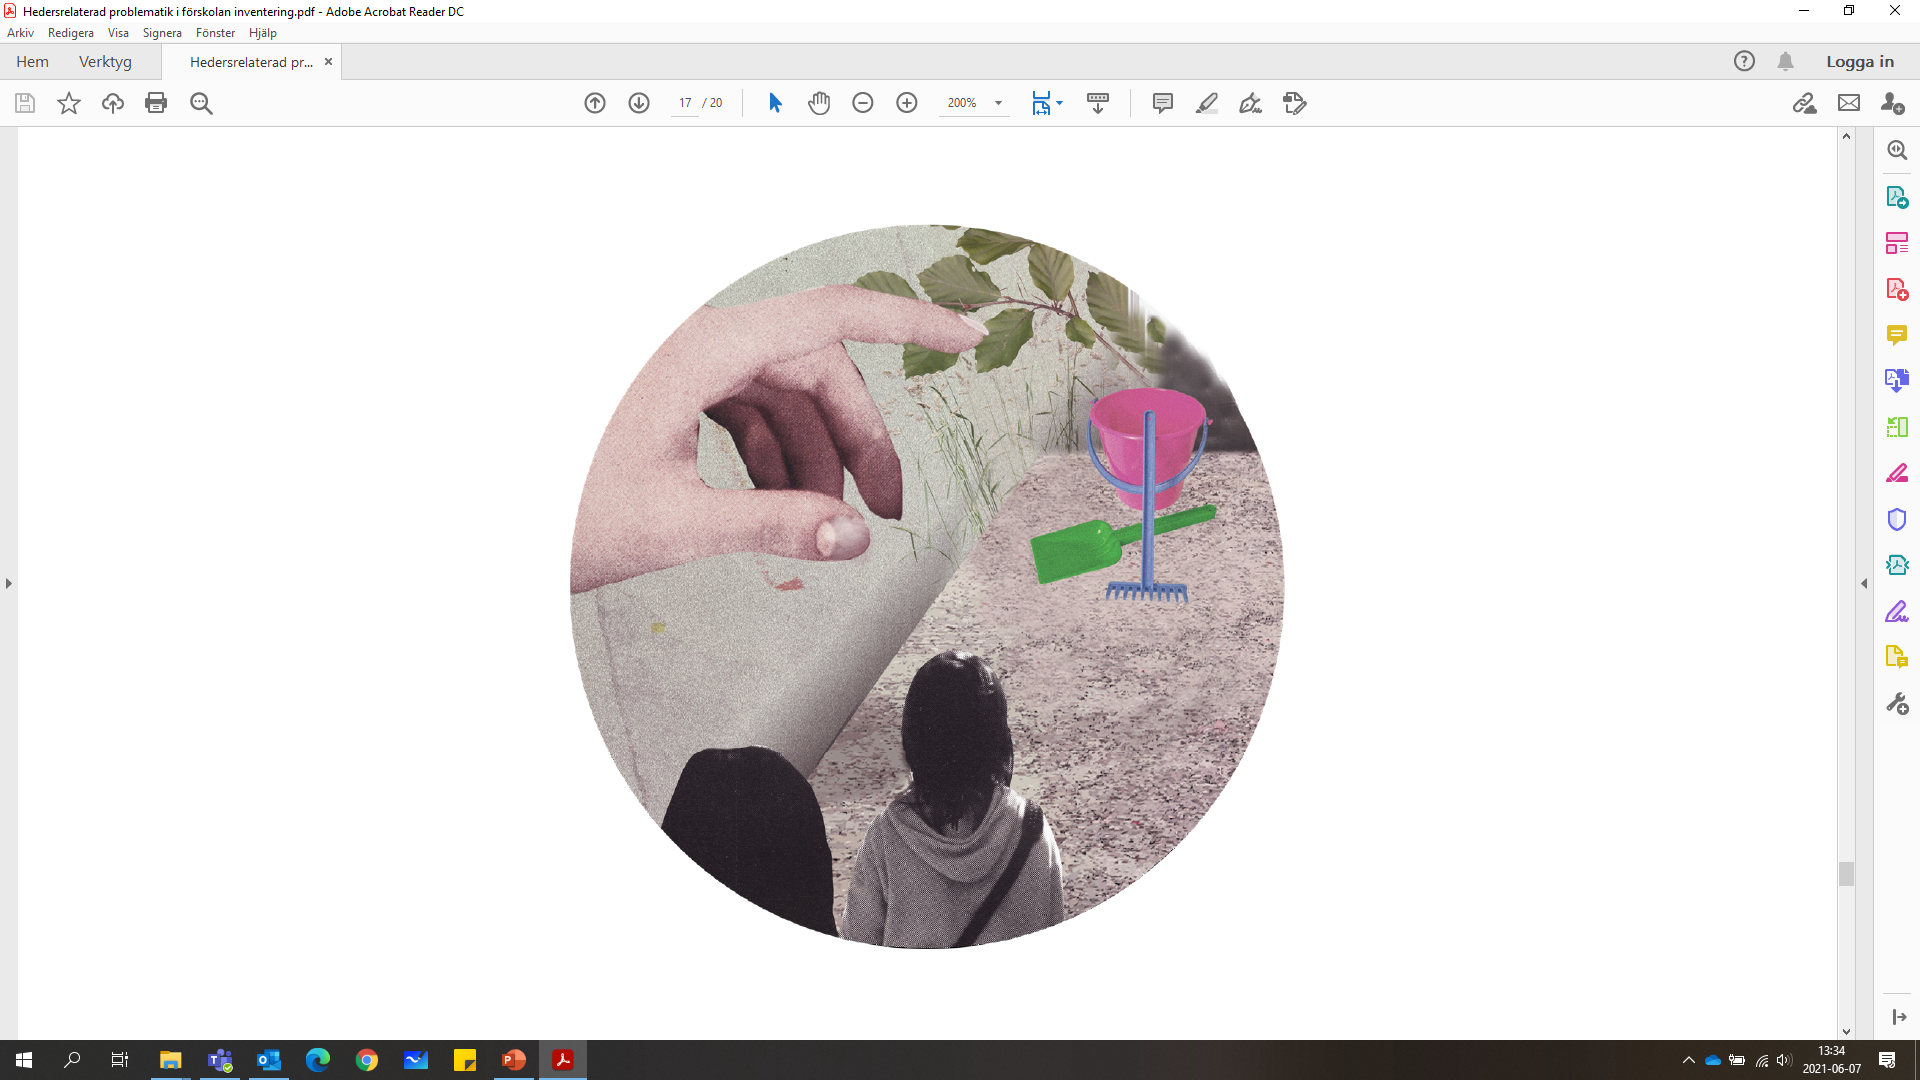 Hedersrelaterad problematik i förskolan inventering.pdf - Adobe Acrobat Reader DC
Arkiv Redigera Visa Signera Fönster Hjälp
Hem Verktyg Hedersrelaterad pr... × Logga in
17 / 20 200%
13:34
2021-06-07